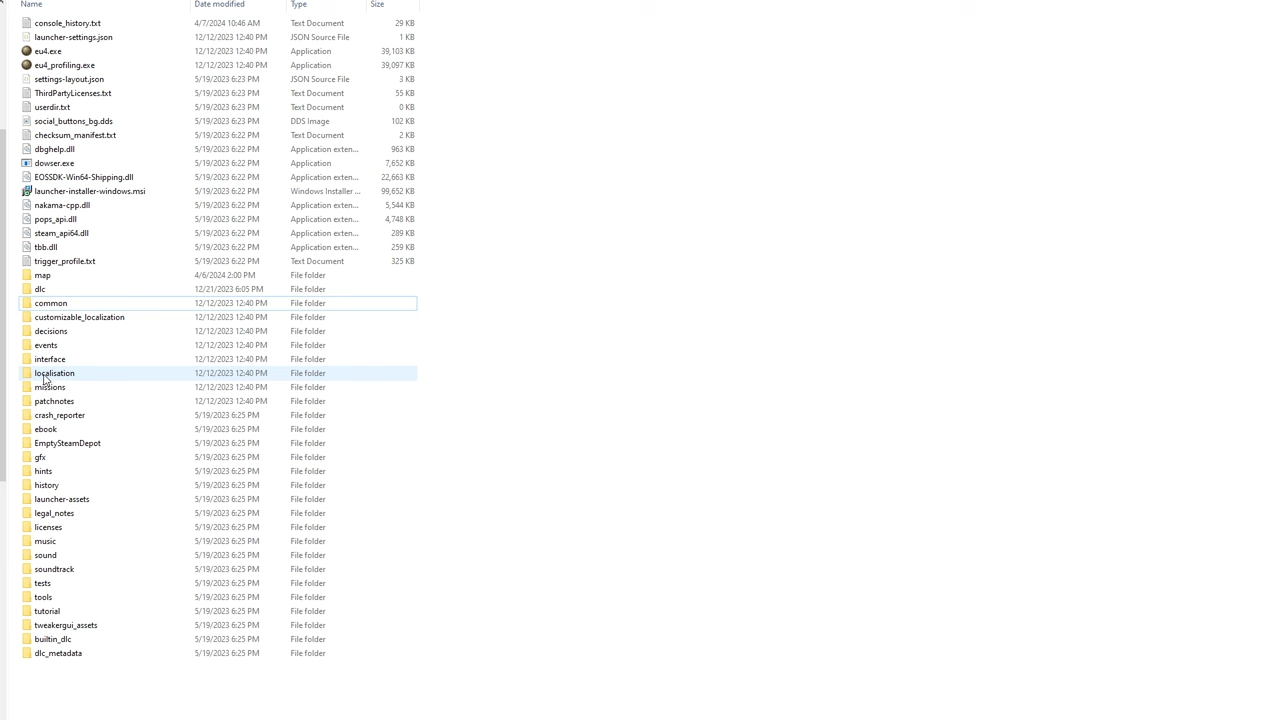 Name Date modified Type Size
console_history.txt 4/7/2024 10:46 AM Text Document 29 KB
launcher-settings.json 12/12/2023 12:40 PM JSON Source File 1 KB
eu4.exe 12/12/2023 12:40 PM Application 39,103 KB
eu4_profiling.exe 12/12/2023 12:40 PM Application 39,097 KB
settings-layout.json 5/19/2023 6:23 PM JSON Source File 3 KB
ThirdPartyLicenses.txt 5/19/2023 6:23 PM Text Document 55 KB
userdir.txt 5/19/2023 6:23 PM Text Document 0 KB
social_buttons_bg.dds 5/19/2023 6:23 PM DDS Image 102 KB
checksum_manifest.txt 5/19/2023 6:22 PM Text Document 2 KB
dbghelp.dll 5/19/2023 6:22 PM Application exten... 963 KB
dowser.exe 5/19/2023 6:22 PM Application 7,652 KB
EOSSDK-Win64-Shipping.dll 5/19/2023 6:22 PM Application exten... 22,663 KB
launcher-installer-windows.msi 5/19/2023 6:22 PM Windows Installer ... 99,652 KB
nakama-cpp.dll 5/19/2023 6:22 PM Application exten... 5,544 KB
pops_api.dll 5/19/2023 6:22 PM Application exten... 4,748 KB
steam_api64.dll 5/19/2023 6:22 PM Application exten... 289 KB
tbb.dll 5/19/2023 6:22 PM Application exten... 259 KB
trigger_profile.txt 5/19/2023 6:22 PM Text Document 325 KB
map 4/6/2024 2:00 PM File folder
dlc 12/21/2023 6:05 PM File folder
common 12/12/2023 12:40 PM File folder
customizable_localization 12/12/2023 12:40 PM File folder
decisions 12/12/2023 12:40 PM File folder
events 12/12/2023 12:40 PM File folder
interface 12/12/2023 12:40 PM File folder
localisation 12/12/2023 12:40 PM File folder
missions 12/12/2023 12:40 PM File folder
patchnotes 12/12/2023 12:40 PM File folder
crash_reporter 5/19/2023 6:25 PM File folder
ebook 5/19/2023 6:25 PM File folder
EmptySteamDepot 5/19/2023 6:25 PM File folder
gfx 5/19/2023 6:25 PM File folder
hints 5/19/2023 6:25 PM File folder
history 5/19/2023 6:25 PM File folder
launcher-assets 5/19/2023 6:25 PM File folder
legal_notes 5/19/2023 6:25 PM File folder
licenses 5/19/2023 6:25 PM File folder
music 5/19/2023 6:25 PM File folder
sound 5/19/2023 6:25 PM File folder
soundtrack 5/19/2023 6:25 PM File folder
tests 5/19/2023 6:25 PM File folder
tools 5/19/2023 6:25 PM File folder
tutorial 5/19/2023 6:25 PM File folder
tweakergui_assets 5/19/2023 6:25 PM File folder
builtin_dlc 5/19/2023 6:25 PM File folder
dlc_metadata 5/19/2023 6:25 PM File folder